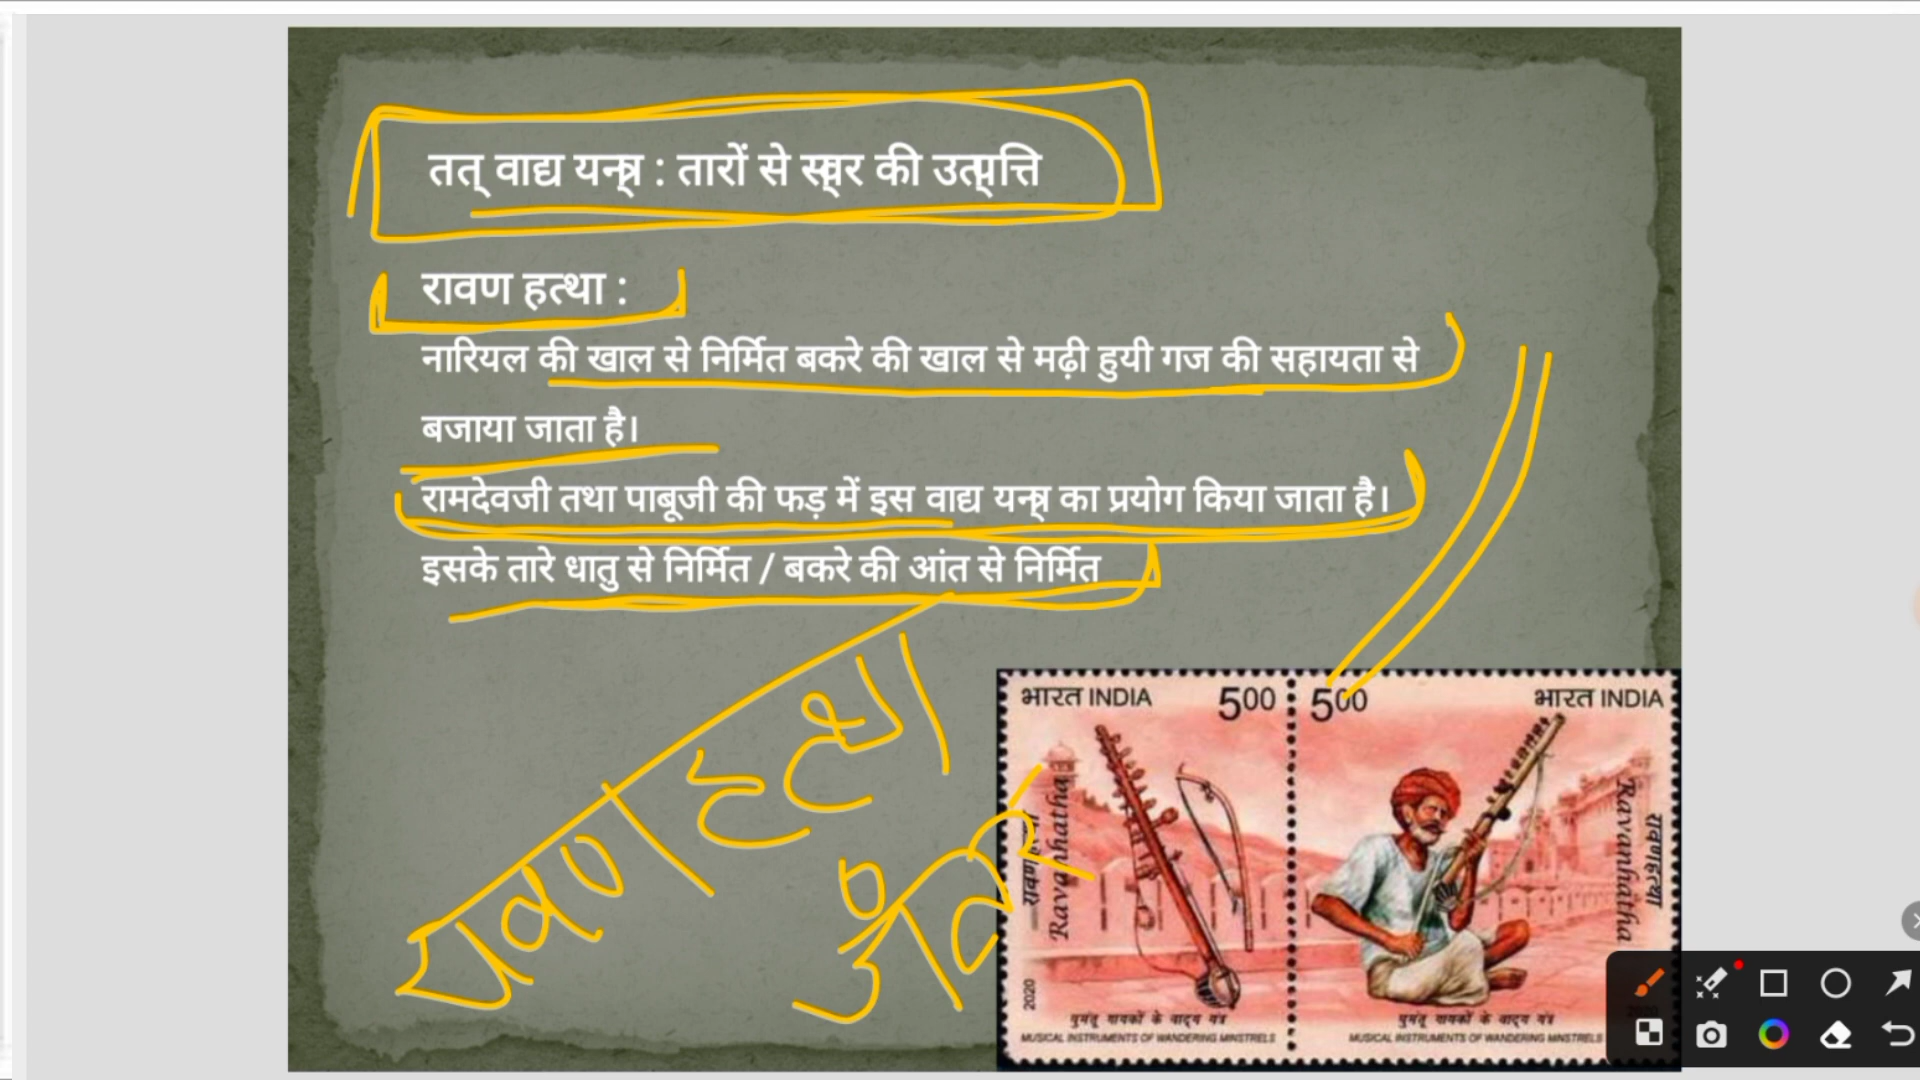 तत् वाद्य यन्त्र : तारों से स्वर की उत्पत्ति
रावण हत्था :
नारियल की खाल से निर्मित बकरे की खाल से मढ़ी हुयी गज की सहायता से
बजाया जाता है।
रामदेवजी तथा पाबूजी की फड़ में इस वाद्य यन्त्र का प्रयोग किया जाता है।
इसके तारे धातु से निर्मित / बकरे की आंत से निर्मित
रावण हत्था
भारत INDIA 500
500 भारत INDIA
Ravanhatha
रावणहत्था
Ravanhatha
2020
घुमंतू गायकों के वाद्य यंत्र
MUSICAL INSTRUMENTS OF WANDERING MINSTRELS
घुमंतू गायकों के वाद्य यंत्र
MUSICAL INSTRUMENTS OF WANDERING MINSTRELS